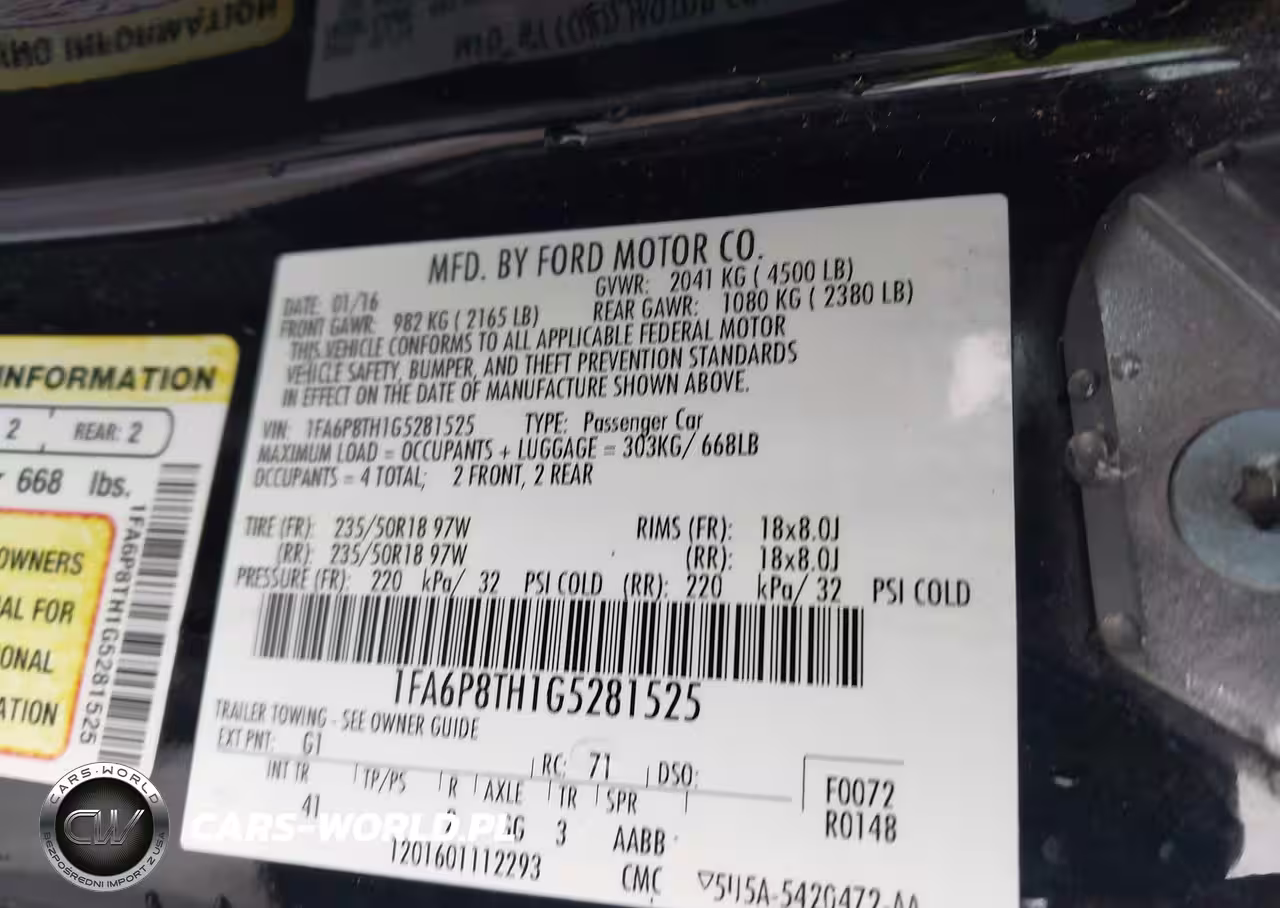 MFD. BY FORD MOTOR CO.
DATE: 01/16
GVWR: 2041 KG ( 4500 LB)
FRONT GAWR: 982 KG ( 2165 LB)
REAR GAWR: 1080 KG ( 2380 LB)
THIS VEHICLE CONFORMS TO ALL APPLICABLE FEDERAL MOTOR
VEHICLE SAFETY, BUMPER, AND THEFT PREVENTION STANDARDS
IN EFFECT ON THE DATE OF MANUFACTURE SHOWN ABOVE.
VIN: 1FA6P8TH1G5281525 TYPE: Passenger Car
MAXIMUM LOAD = OCCUPANTS + LUGGAGE = 303KG/ 668LB
OCCUPANTS = 4 TOTAL; 2 FRONT, 2 REAR
TIRE (FR): 235/50R18 97W RIMS (FR): 18x8.0J
(RR): 235/50R18 97W (RR): 18x8.0J
PRESSURE (FR): 220 kPa/ 32 PSI COLD (RR): 220 kPa/ 32 PSI COLD
1FA6P8TH1G5281525
TRAILER TOWING - SEE OWNER GUIDE
EXT PNT: G1
RC: 71 DSO:
INT TR TP/PS R AXLE TR SPR
41 3 AABB
F0072
R0148
1201601112293
CMC
INFORMATION
2 REAR: 2
668 lbs.
OWNERS
FOR
1FA6P8TH1G5281525
CARS-WORLD
CW
BEZPOŚREDNI IMPORT Z USA
CARS-WORLD.PL